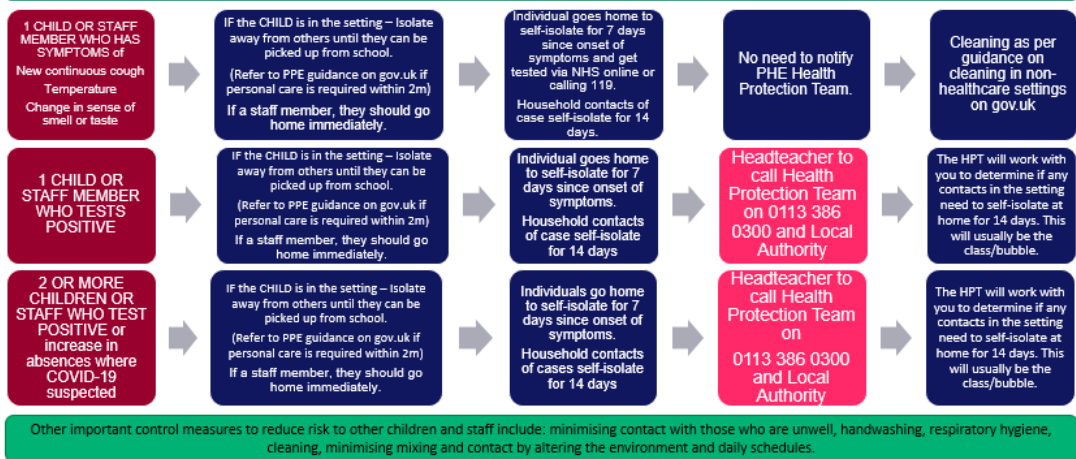 1 CHILD OR STAFF
MEMBER WHO HAS
SYMPTOMS of
New continuous cough
Temperature
Change in sense of
smell or taste
IF the CHILD is in the setting – Isolate
away from others until they can be
picked up from school.
(Refer to PPE guidance on gov.uk if
personal care is required within 2m)
If a staff member, they should go
home immediately.
Individual goes home to
self-isolate for 7 days
since onset of
symptoms and get
tested via NHS online or
calling 119.
Household contacts of
case self-isolate for 14
days.
No need to notify
PHE Health
Protection Team.
Cleaning as per
guidance on
cleaning in non-
healthcare settings
on gov.uk
1 CHILD OR
STAFF MEMBER
WHO TESTS
POSITIVE
IF the CHILD is in the setting – Isolate
away from others until they can be
picked up from school.
(Refer to PPE guidance on gov.uk if
personal care is required within 2m)
If a staff member, they should go
home immediately.
Individual goes home
to self-isolate for 7
days since onset of
symptoms.
Household contacts
of case self-isolate
for 14 days
Headteacher to
call Health
Protection Team
on 0113 386
0300 and Local
Authority
The HPT will work with
you to determine if any
contacts in the setting
need to self-isolate at
home for 14 days. This
will usually be the
class/bubble.
2 OR MORE
CHILDREN OR
STAFF WHO TEST
POSITIVE or
increase in
absences where
COVID-19
suspected
IF the CHILD is in the setting – Isolate
away from others until they can be
picked up from school.
(Refer to PPE guidance on gov.uk if
personal care is required within 2m)
If a staff member, they should go
home immediately.
Individuals go home
to self-isolate for 7
days since onset of
symptoms.
Household contacts
of cases self-isolate
for 14 days
Headteacher to
call Health
Protection Team
on
0113 386 0300
and Local
Authority
The HPT will work with
you to determine if any
contacts in the setting
need to self-isolate at
home for 14 days. This
will usually be the
class/bubble.
Other important control measures to reduce risk to other children and staff include: minimising contact with those who are unwell, handwashing, respiratory hygiene,
cleaning, minimising mixing and contact by altering the environment and daily schedules.